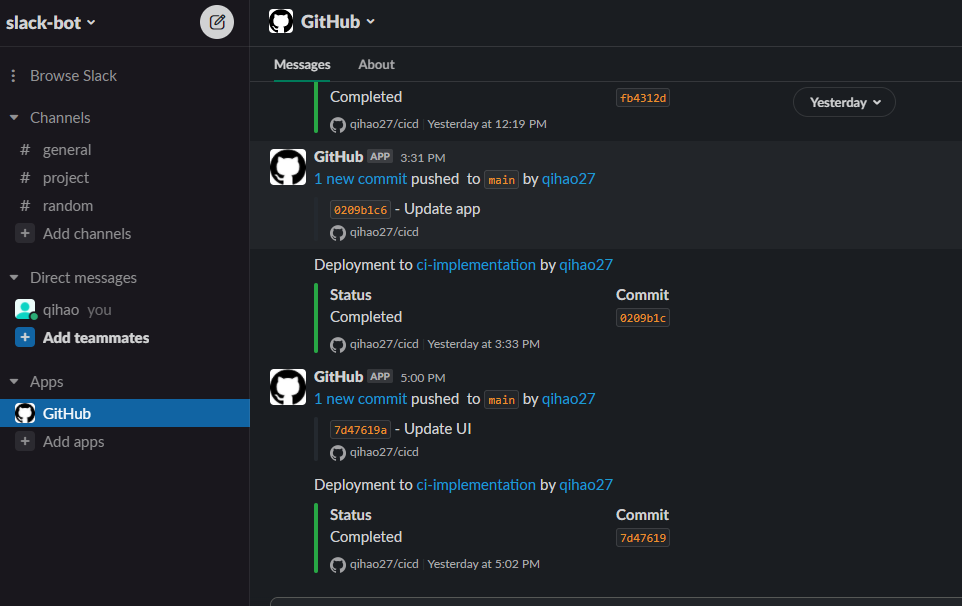 slack-bot
Browse Slack
Channels
# general
# project
# random
+ Add channels
Direct messages
qihao you
+ Add teammates
Apps
GitHub
+ Add apps
GitHub
Messages About
Yesterday
Completed fb4312d
qihao27/cicd | Yesterday at 12:19 PM
GitHub APP 3:31 PM
1 new commit pushed to main by qihao27
0209b1c6 - Update app
qihao27/cicd
Deployment to ci-implementation by qihao27
Status Commit
Completed 0209b1c
qihao27/cicd | Yesterday at 3:33 PM
GitHub APP 5:00 PM
1 new commit pushed to main by qihao27
7d47619a - Update UI
qihao27/cicd
Deployment to ci-implementation by qihao27
Status Commit
Completed 7d47619
qihao27/cicd | Yesterday at 5:02 PM